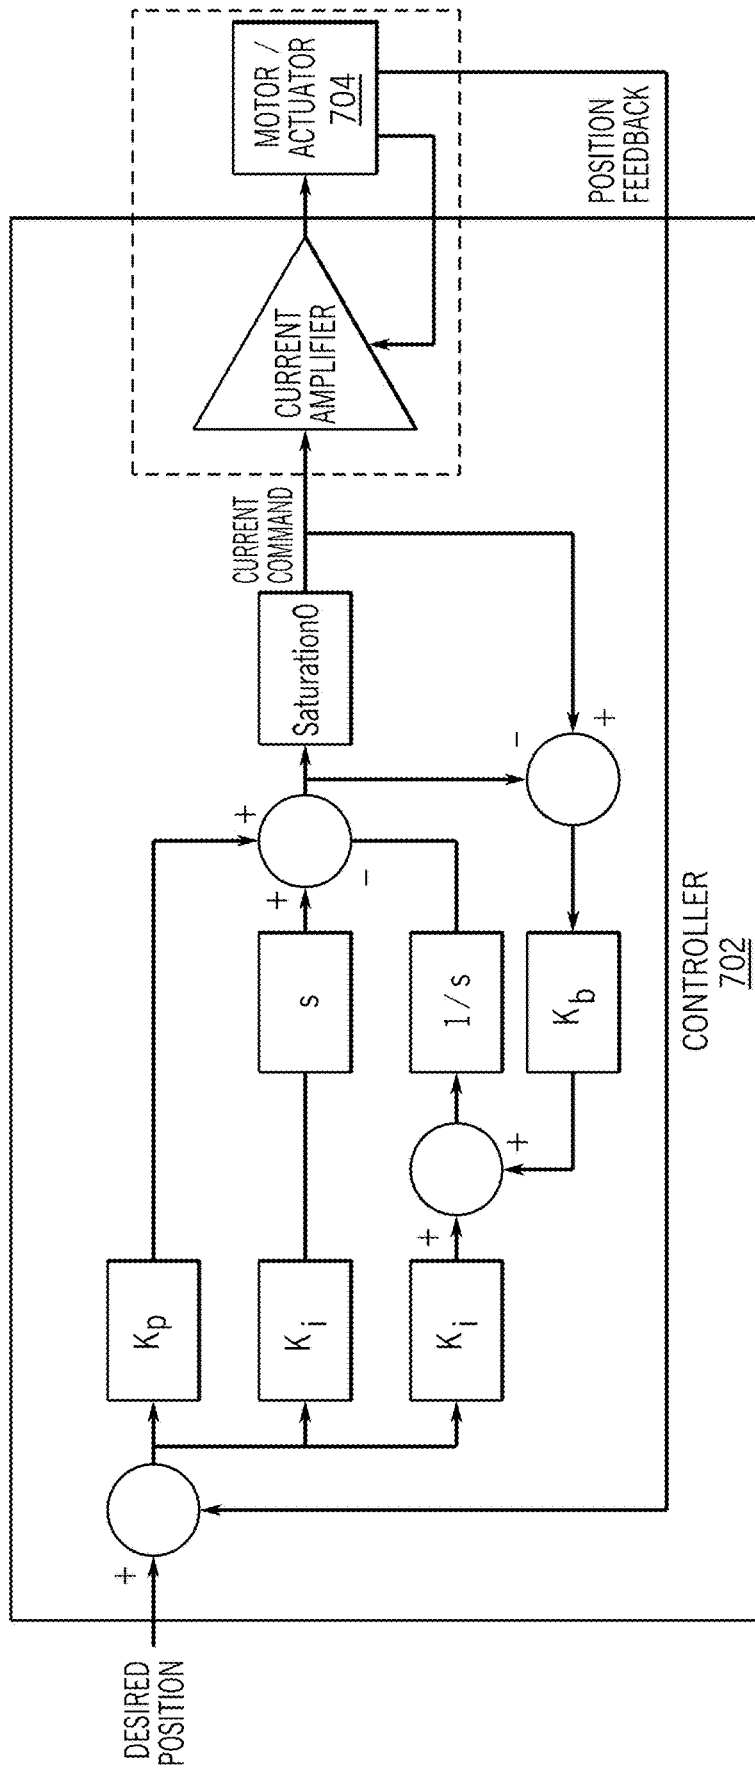 DESIRED
POSITION
+
Kp
Ki
Ki
+
+
s
1/s
Kb
+
+
-
Saturation0
-
+
CURRENT
COMMAND
CURRENT
AMPLIFIER
MOTOR /
ACTUATOR
704
POSITION
FEEDBACK
CONTROLLER
702